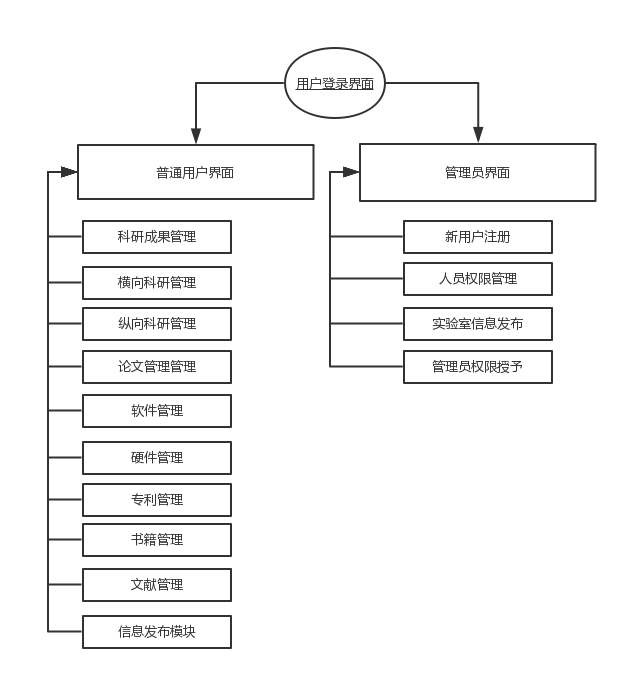 用户登录界面
普通用户界面
管理员界面
科研成果管理
横向科研管理
纵向科研管理
论文管理管理
软件管理
硬件管理
专利管理
书籍管理
文献管理
信息发布模块
新用户注册
人员权限管理
实验室信息发布
管理员权限授予